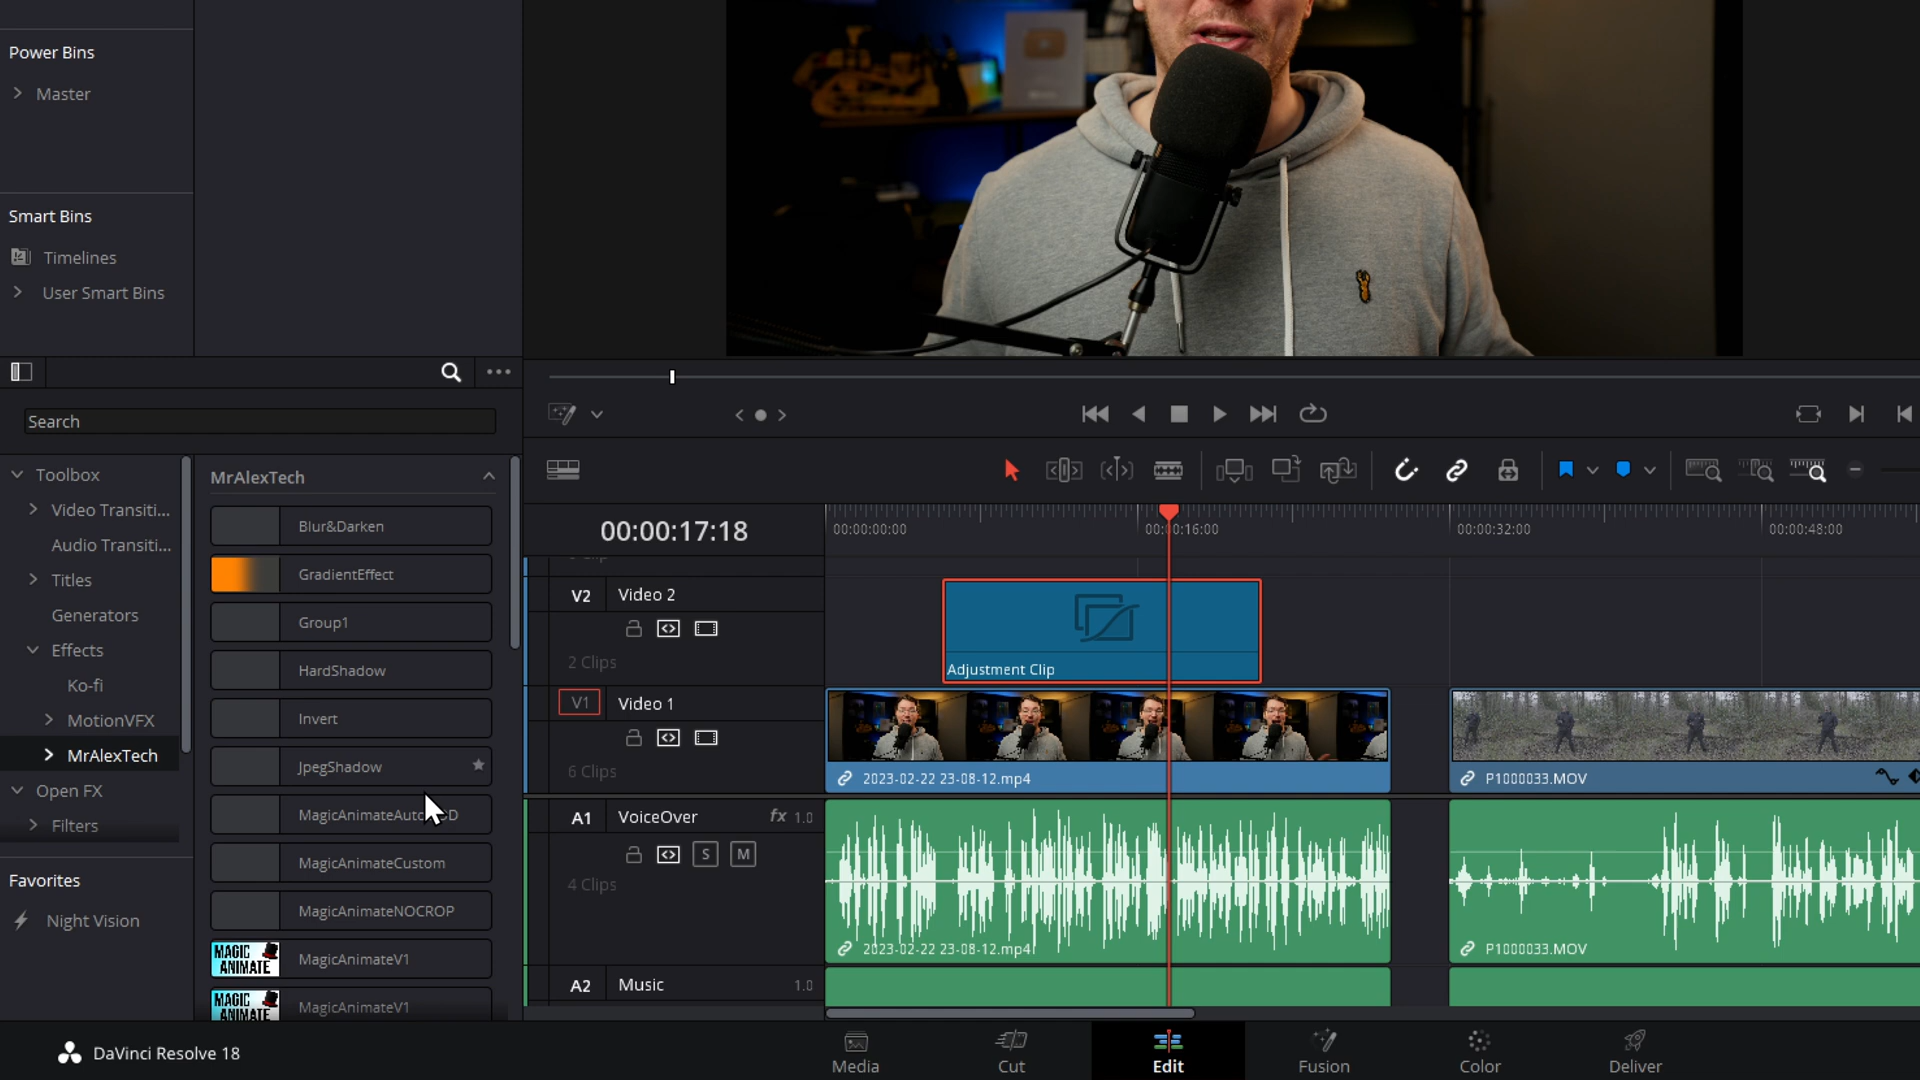 Power Bins
Master
Smart Bins
Timelines
User Smart Bins
Search
Toolbox
Video Transiti...
Audio Transiti...
Titles
Generators
Effects
Ko-fi
MotionVFX
MrAlexTech
Open FX
Filters
Favorites
Night Vision
MrAlexTech
Blur&Darken
GradientEffect
Group1
HardShadow
Invert
JpegShadow
MagicAnimateCustom
MagicAnimateNOCROP
MAGIC ANIMATE
MagicAnimateV1
MAGIC ANIMATE
MagicAnimateV1
00:00:17:18
00:00:00:00
00:00:16:00
00:00:32:00
00:00:48:00
V2
Video 2
2 Clips
Adjustment Clip
V1
Video 1
6 Clips
2023-02-22 23-08-12.mp4
P1000033.MOV
A1
VoiceOver
fx
1.0
S
M
4 Clips
2023-02-22 23-08-12.mp4
P1000033.MOV
A2
Music
1.0
DaVinci Resolve 18
Media
Cut
Edit
Fusion
Color
Deliver